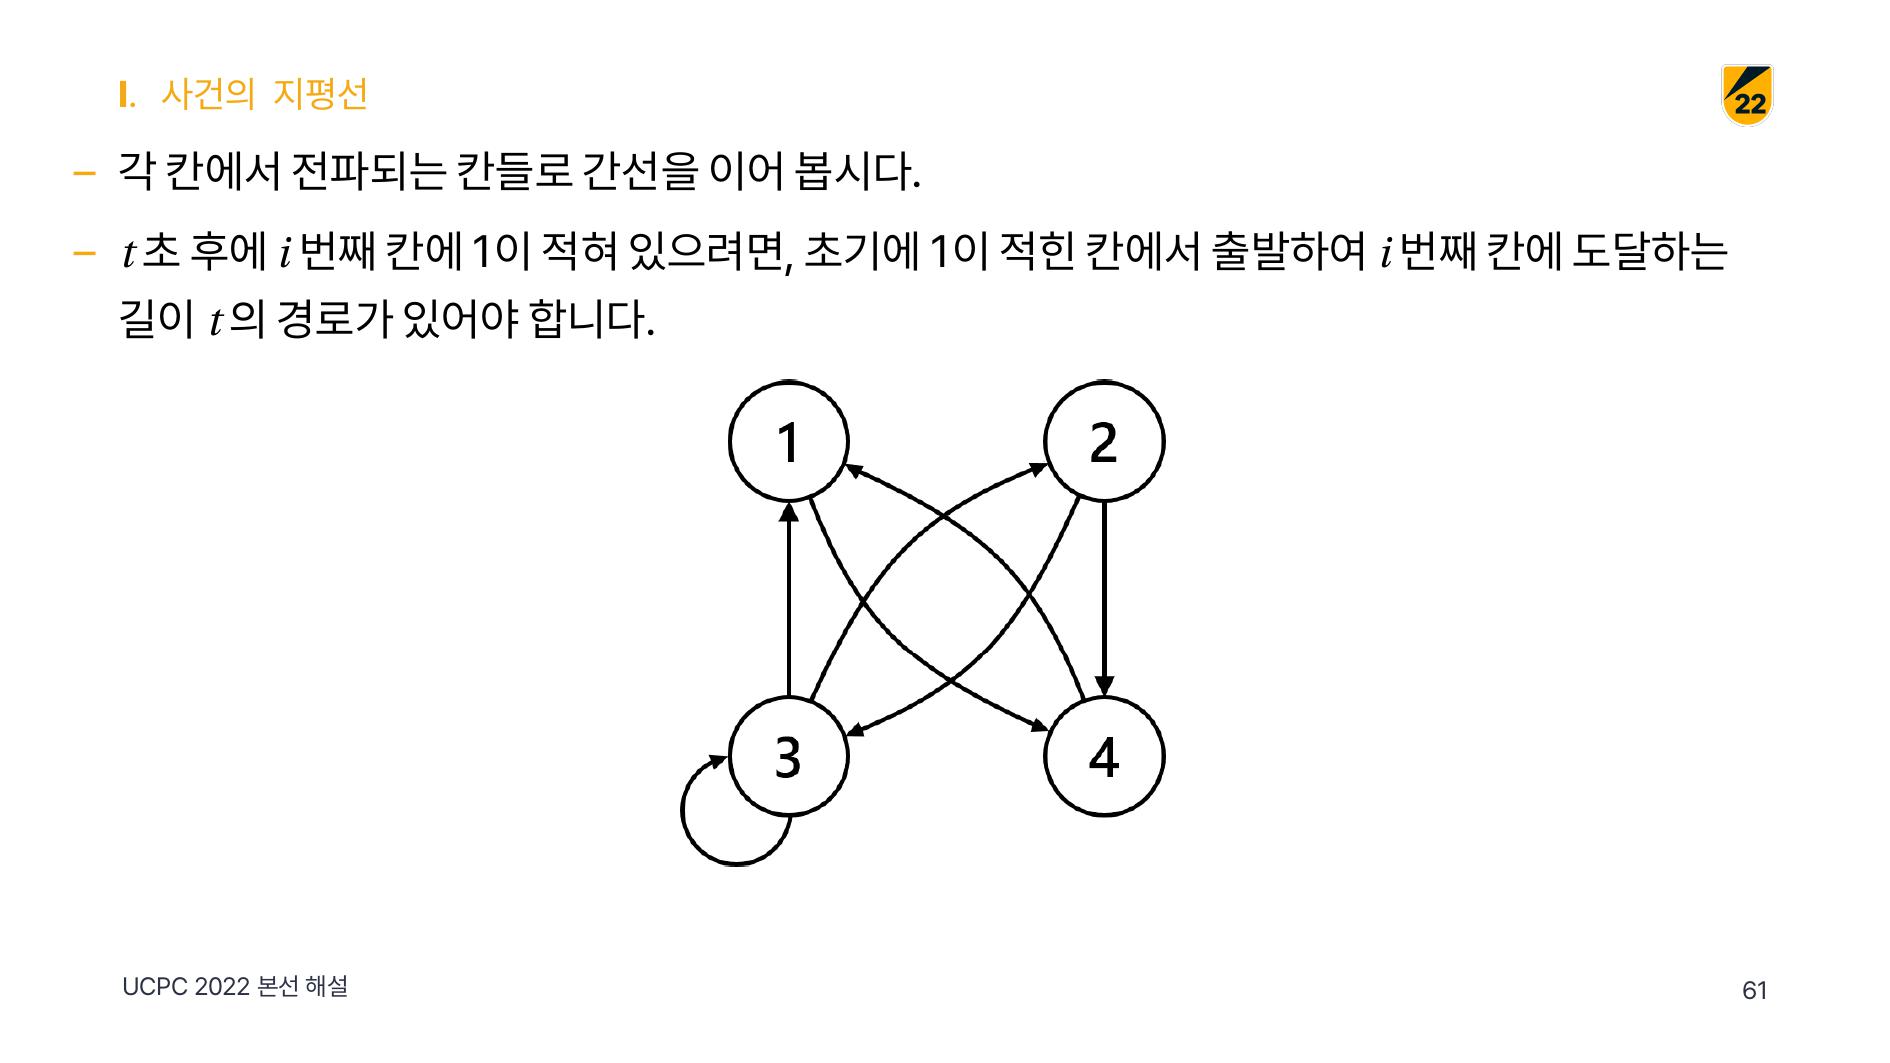 I. 사건의 지평선
22
– 각 칸에서 전파되는 칸들로 간선을 이어 봅시다.
– t초 후에 i번째 칸에 1이 적혀 있으려면, 초기에 1이 적힌 칸에서 출발하여 i번째 칸에 도달하는
길이 t의 경로가 있어야 합니다.
1 2
3 4
UCPC 2022 본선 해설
61